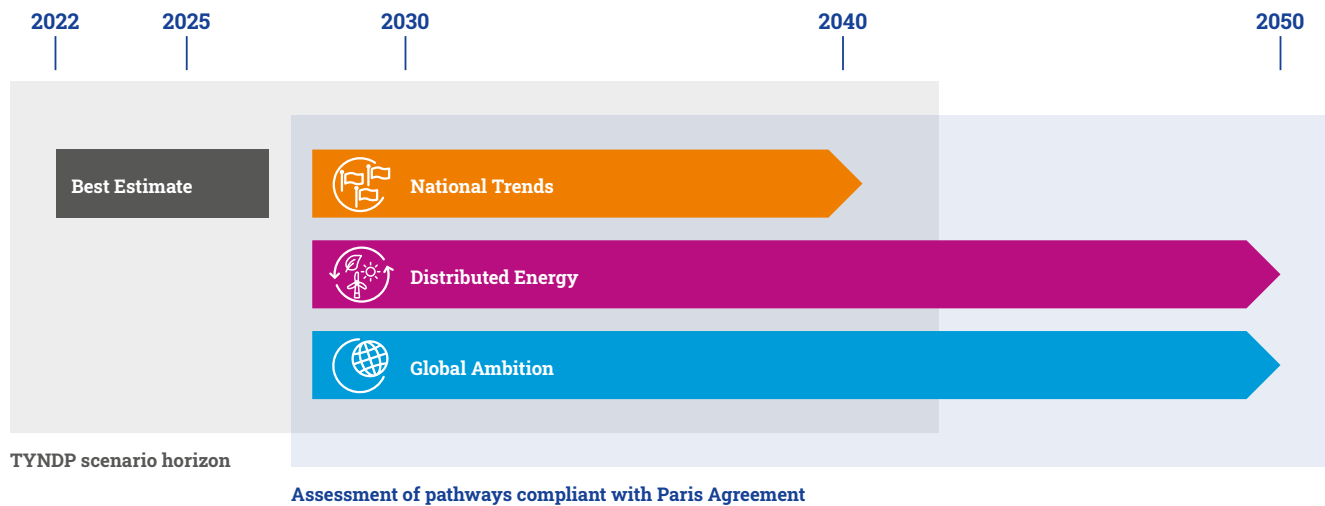 2022
2025
2030
2040
2050
Best Estimate
National Trends
Distributed Energy
Global Ambition
TYNDP scenario horizon
Assessment of pathways compliant with Paris Agreement